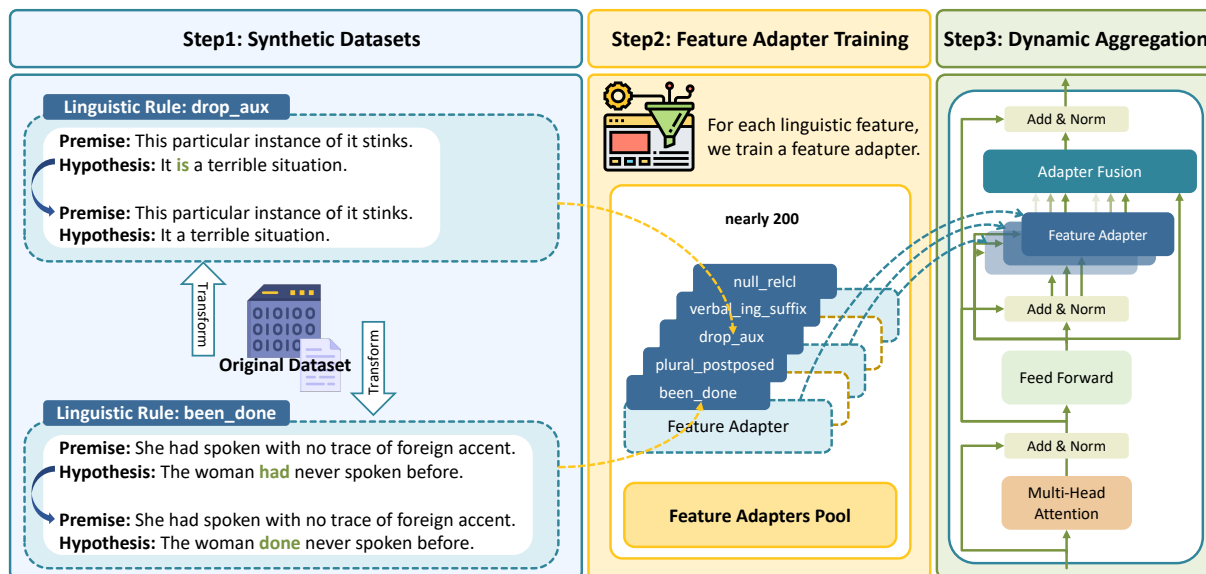 Step1: Synthetic Datasets
Linguistic Rule: drop_aux
Premise: This particular instance of it stinks.
Hypothesis: It is a terrible situation.
Premise: This particular instance of it stinks.
Hypothesis: It a terrible situation.
Transform
Original Dataset
Transform
Linguistic Rule: been_done
Premise: She had spoken with no trace of foreign accent.
Hypothesis: The woman had never spoken before.
Premise: She had spoken with no trace of foreign accent.
Hypothesis: The woman done never spoken before.
Step2: Feature Adapter Training
For each linguistic feature,
we train a feature adapter.
nearly 200
null_relcl
verbal_ing_suffix
drop_aux
plural_postposed
been_done
Feature Adapter
Feature Adapters Pool
Step3: Dynamic Aggregation
Add & Norm
Adapter Fusion
Feature Adapter
Add & Norm
Feed Forward
Add & Norm
Multi-Head
Attention